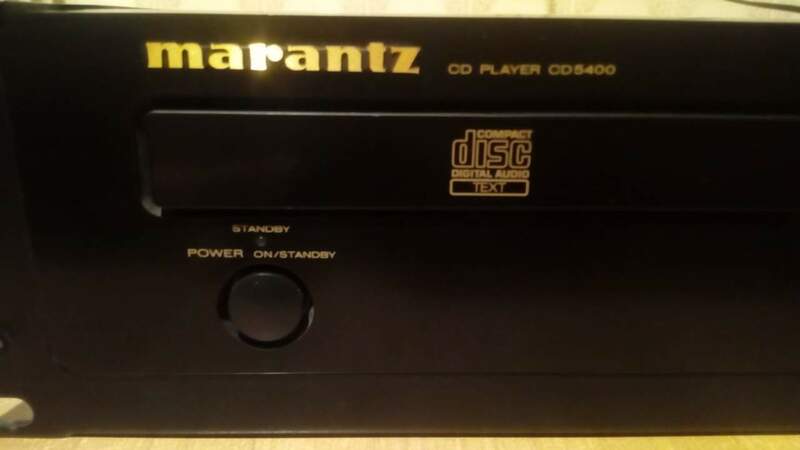 marantz CD PLAYER CD5400
COMPACT
disc
DIGITAL AUDIO
TEXT
STANDBY
POWER ON/STANDBY